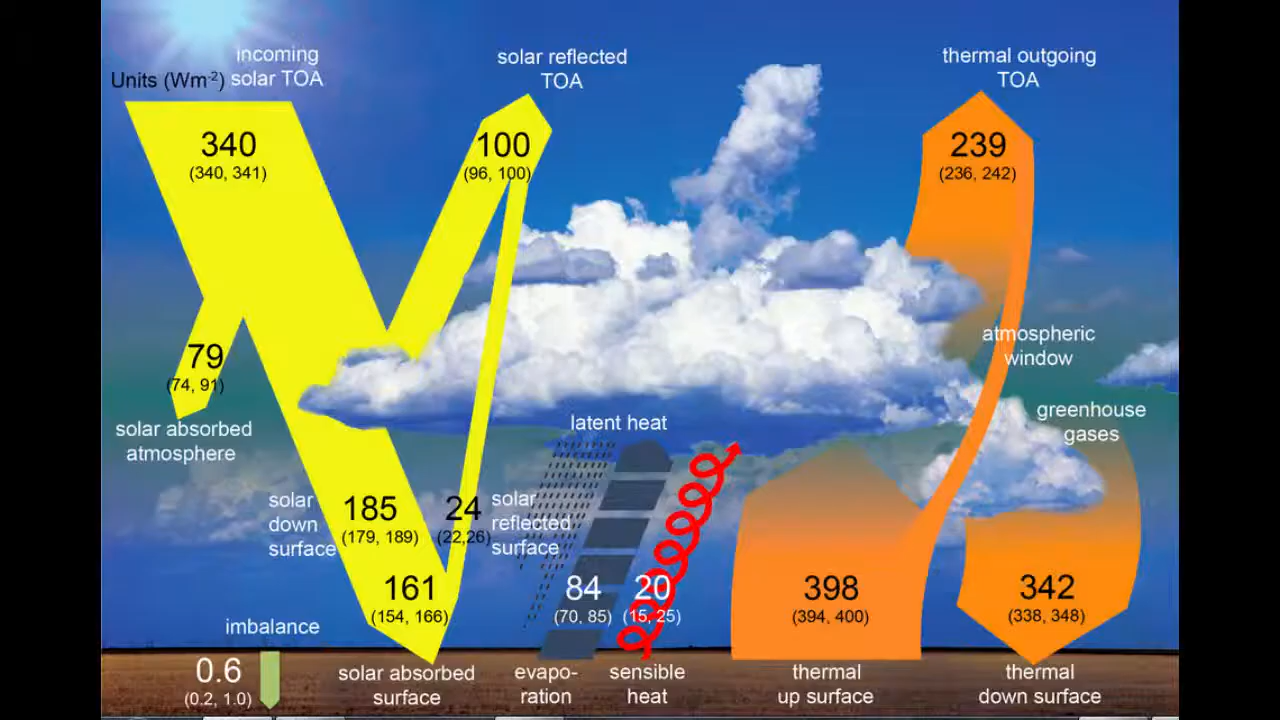 incoming
solar TOA
Units (Wm-2)
solar reflected
TOA
thermal outgoing
TOA
340
(340, 341)
100
(96, 100)
239
(236, 242)
79
(74, 91)
solar absorbed
atmosphere
atmospheric
window
greenhouse
gases
latent heat
solar
down
surface
185
(179, 189)
24
(22,26)
solar
reflected
surface
161
(154, 166)
84
(70, 85)
20
(15, 25)
398
(394, 400)
342
(338, 348)
imbalance
0.6
(0.2, 1.0)
solar absorbed
surface
evapo-
ration
sensible
heat
thermal
up surface
thermal
down surface